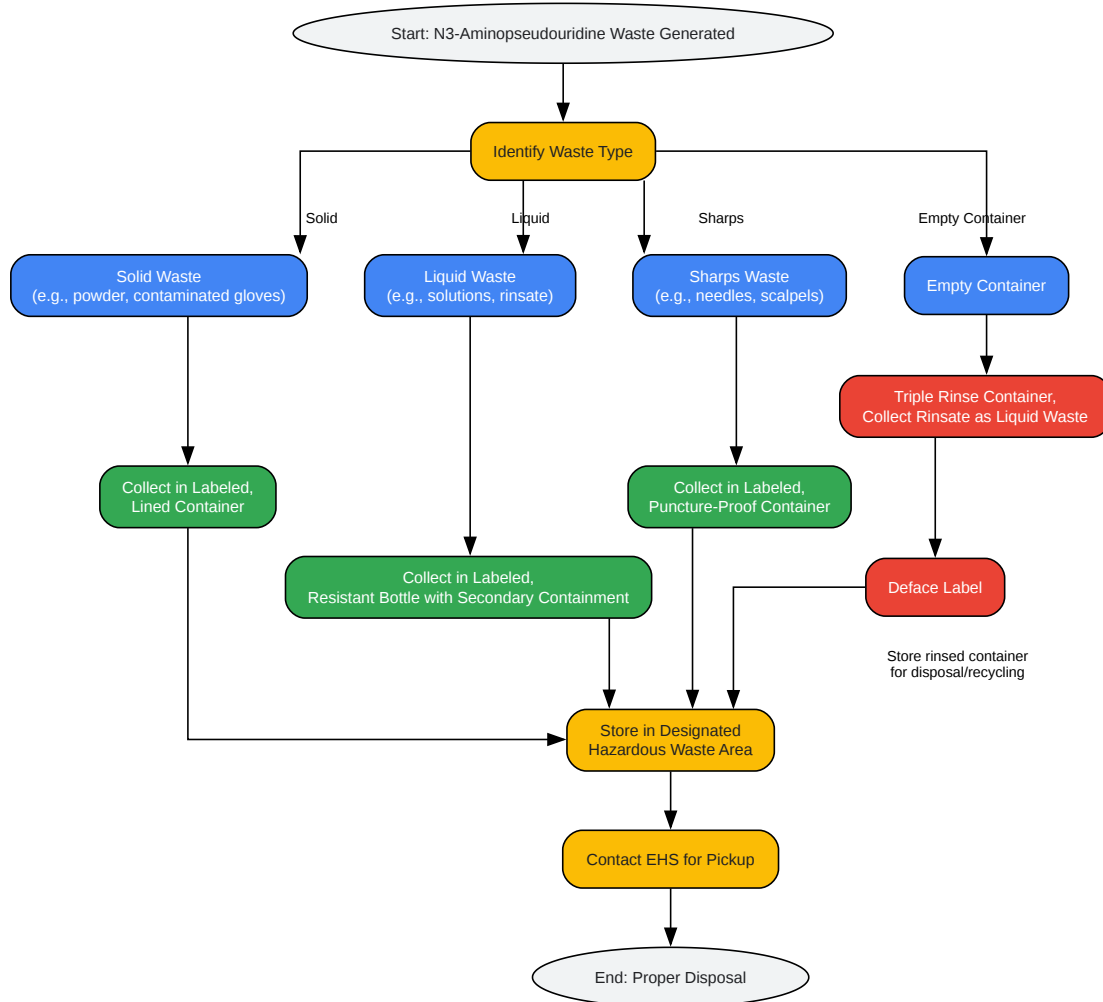 Start: N3-Aminopseudouridine Waste Generated
Identify Waste Type
Solid
Liquid
Sharps
Empty Container
Solid Waste
(e.g., powder, contaminated gloves)
Liquid Waste
(e.g., solutions, rinsate)
Sharps Waste
(e.g., needles, scalpels)
Empty Container
Triple Rinse Container,
Collect Rinsate as Liquid Waste
Collect in Labeled,
Lined Container
Collect in Labeled,
Puncture-Proof Container
Collect in Labeled,
Resistant Bottle with Secondary Containment
Deface Label
Store rinsed container
for disposal/recycling
Store in Designated
Hazardous Waste Area
Contact EHS for Pickup
End: Proper Disposal